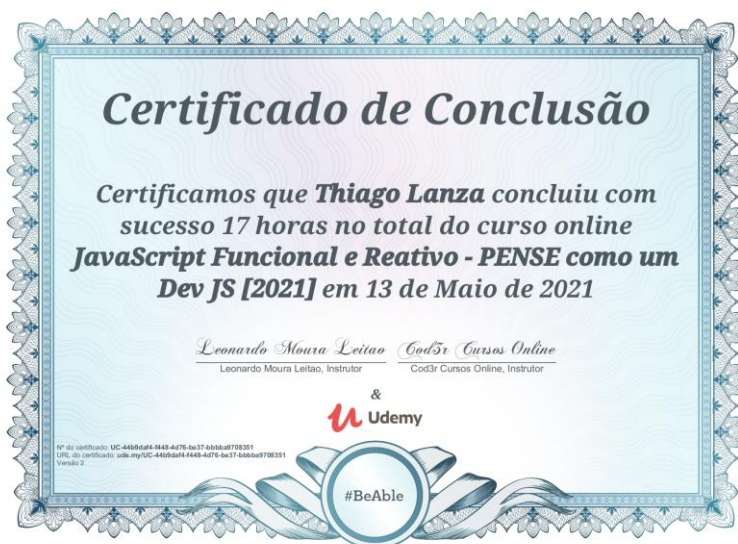 Certificado de Conclusão
Certificamos que Thiago Lanza concluiu com
sucesso 17 horas no total do curso online
JavaScript Funcional e Reativo - PENSE como um
Dev JS [2021] em 13 de Maio de 2021
Leonardo Moura Leitao Cod3r Cursos Online
Leonardo Moura Leitao, Instrutor Cod3r Cursos Online, Instrutor
&
Udemy
Nº do certificado: UC-44b9daf4-f448-4d76-be37-bbbba9708351
URL do certificado: ude.my/UC-44b9daf4-f448-4d76-be37-bbbba9708351
Versão 2
#BeAble